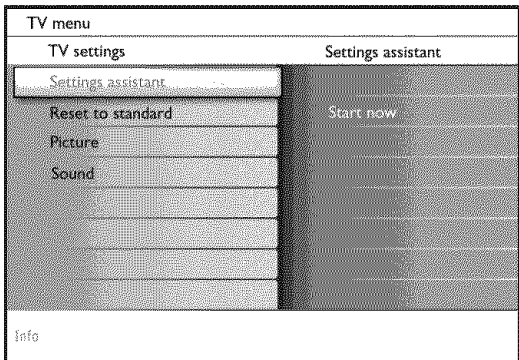 TV menu
TV settings Settings assistant
Settings assistant
Reset to standard Start now
Picture
Sound
Info